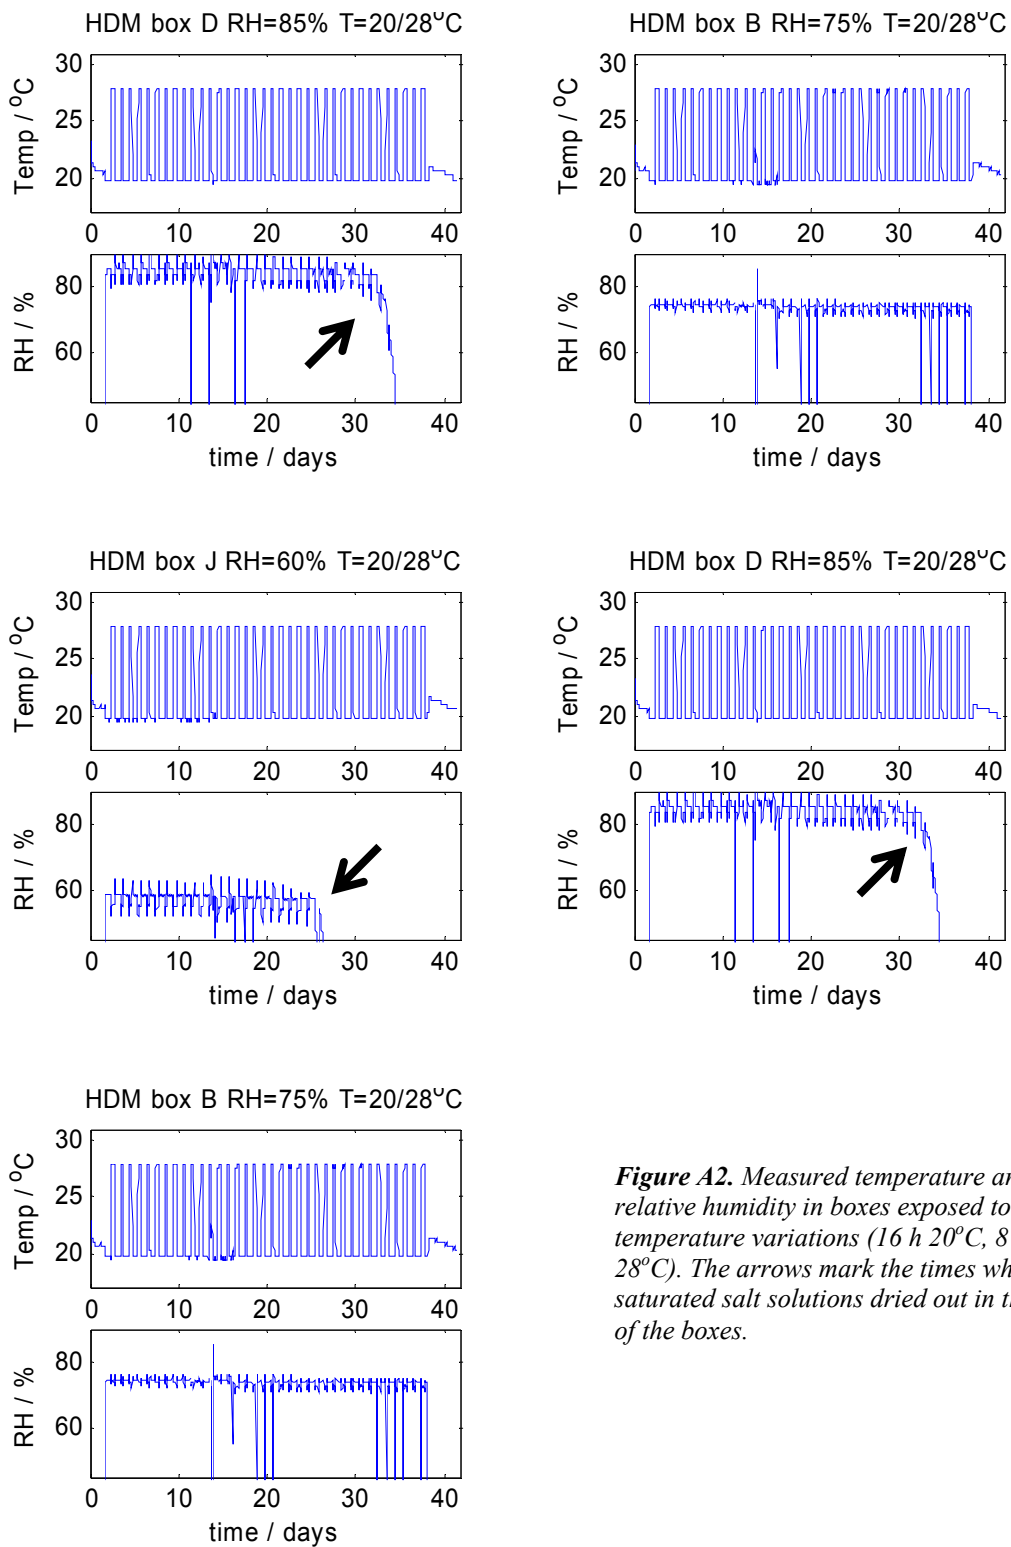 HDM box D RH=85% T=20/28°C
Temp / °C
30
25
20
0 10 20 30 40
RH / %
80
60
0 10 20 30 40
time / days
HDM box B RH=75% T=20/28°C
Temp / °C
30
25
20
0 10 20 30 40
RH / %
80
60
0 10 20 30 40
time / days
HDM box J RH=60% T=20/28°C
Temp / °C
30
25
20
0 10 20 30 40
RH / %
80
60
0 10 20 30 40
time / days
HDM box D RH=85% T=20/28°C
Temp / °C
30
25
20
0 10 20 30 40
RH / %
80
60
0 10 20 30 40
time / days
HDM box B RH=75% T=20/28°C
Temp / °C
30
25
20
0 10 20 30 40
RH / %
80
60
0 10 20 30 40
time / days
Figure A2. Measured temperature
relative humidity in boxes exposed to
temperature variations (16 h 20°C, 8
28°C). The arrows mark the times
saturated salt solutions dried out in
of the boxes.